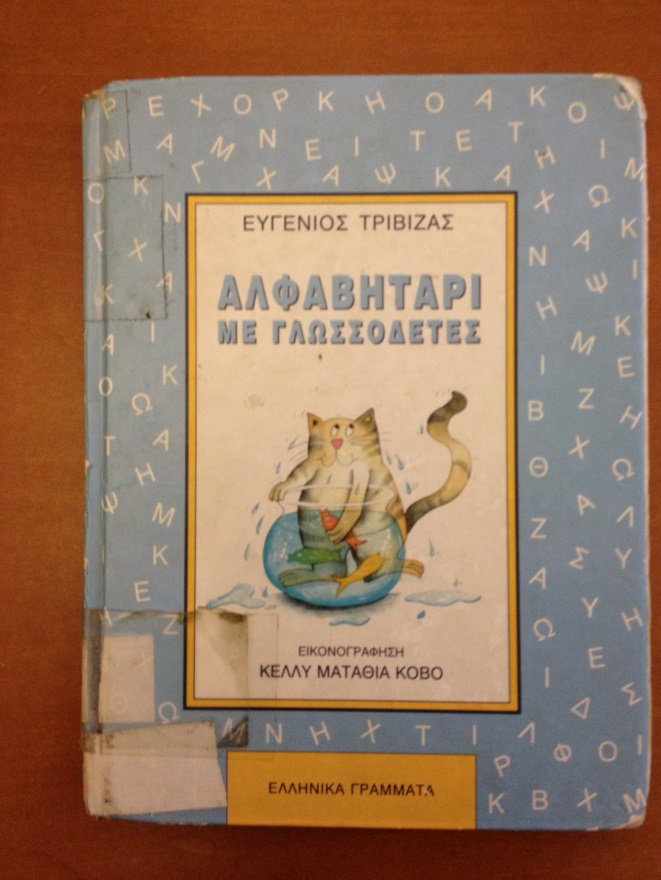 ΕΥΓΕΝΙΟΣ ΤΡΙΒΙΖΑΣ
ΑΛΦΑΒΗΤΑΡΙ
ΜΕ ΓΛΩΣΣΟΔΕΤΕΣ
ΕΙΚΟΝΟΓΡΑΦΗΣΗ
ΚΕΛΛΥ ΜΑΤΑΘΙΑ ΚΟΒΟ
ΕΛΛΗΝΙΚΑ ΓΡΑΜΜΑΤΑ